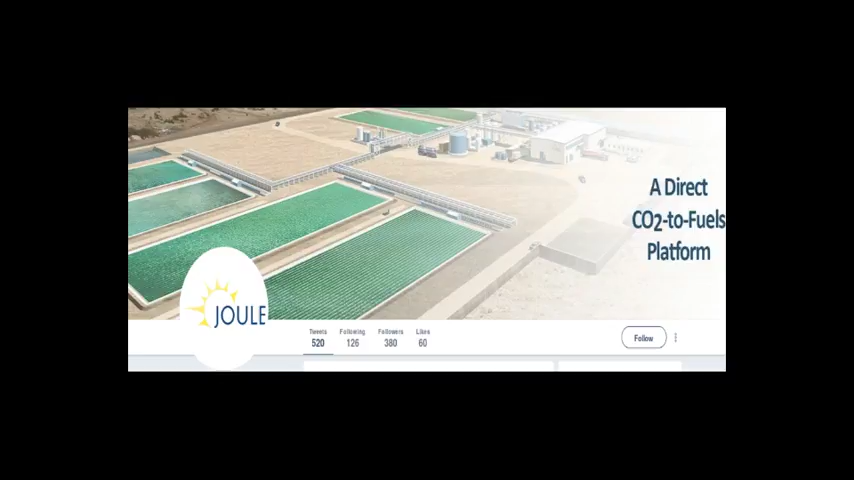 A Direct
CO2-to-Fuels
Platform
JOULE
Tweets Following Followers Likes
520 126 380 60
Follow